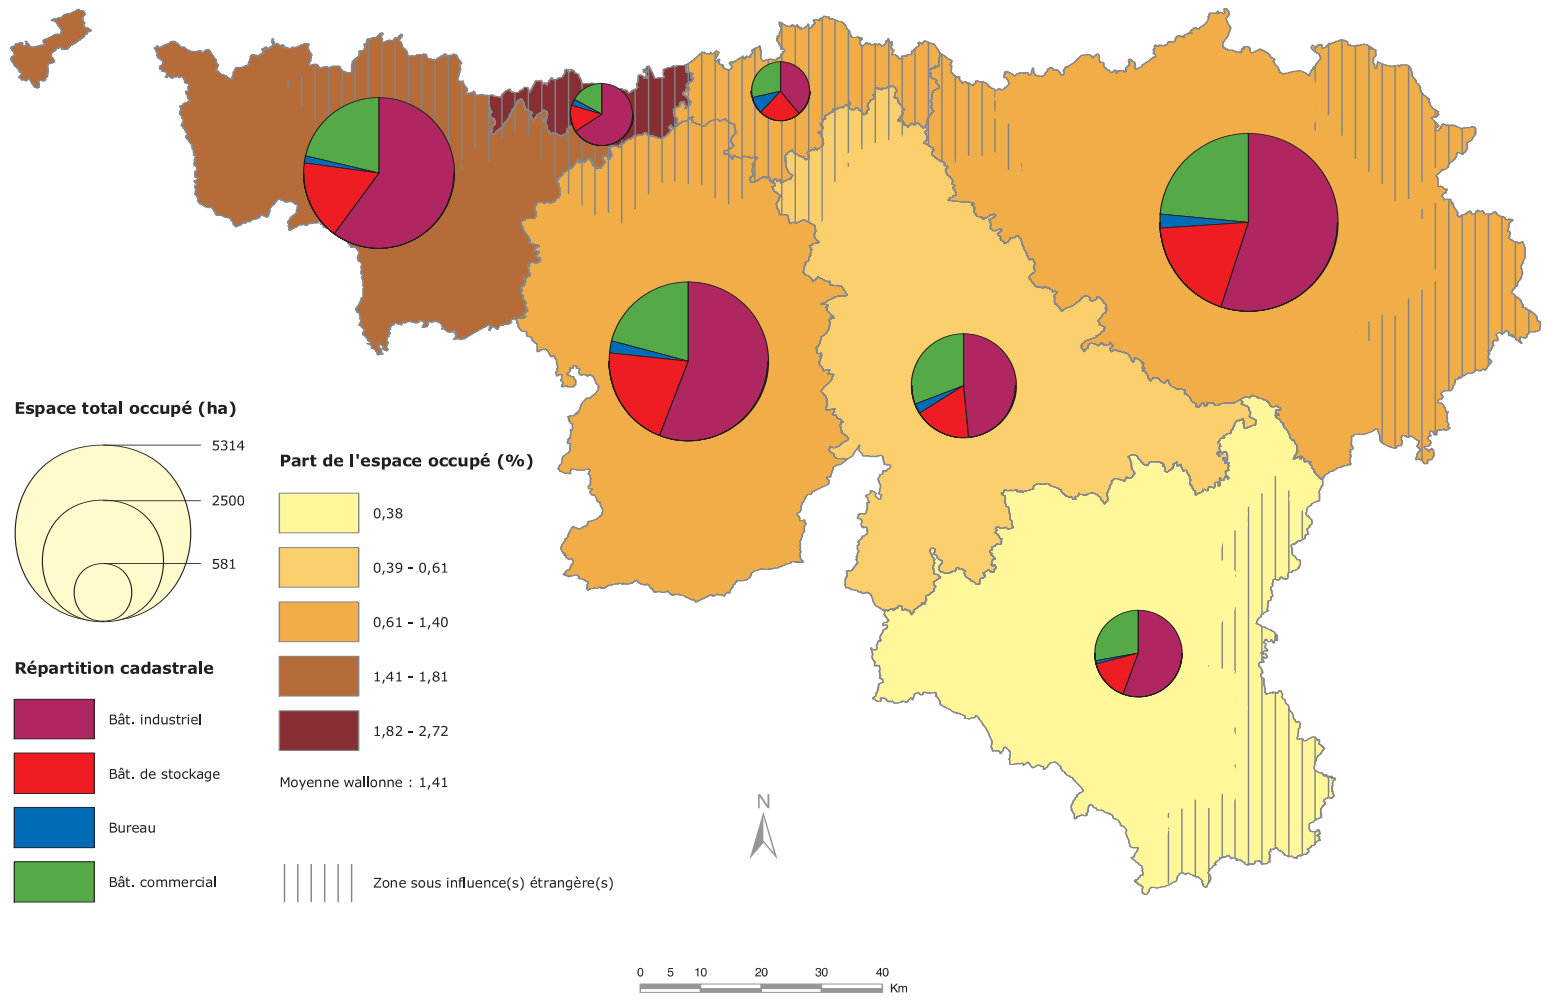 Espace total occupé (ha)
5314
2500
581
Répartition cadastrale
Bât. industriel
Bât. de stockage
Bureau
Bât. commercial
Part de l'espace occupé (%)
0,38
0,39 - 0,61
0,61 - 1,40
1,41 - 1,81
1,82 - 2,72
Moyenne wallonne : 1,41
Zone sous influence(s) étrangère(s)
N
0 5 10 20 30 40
Km